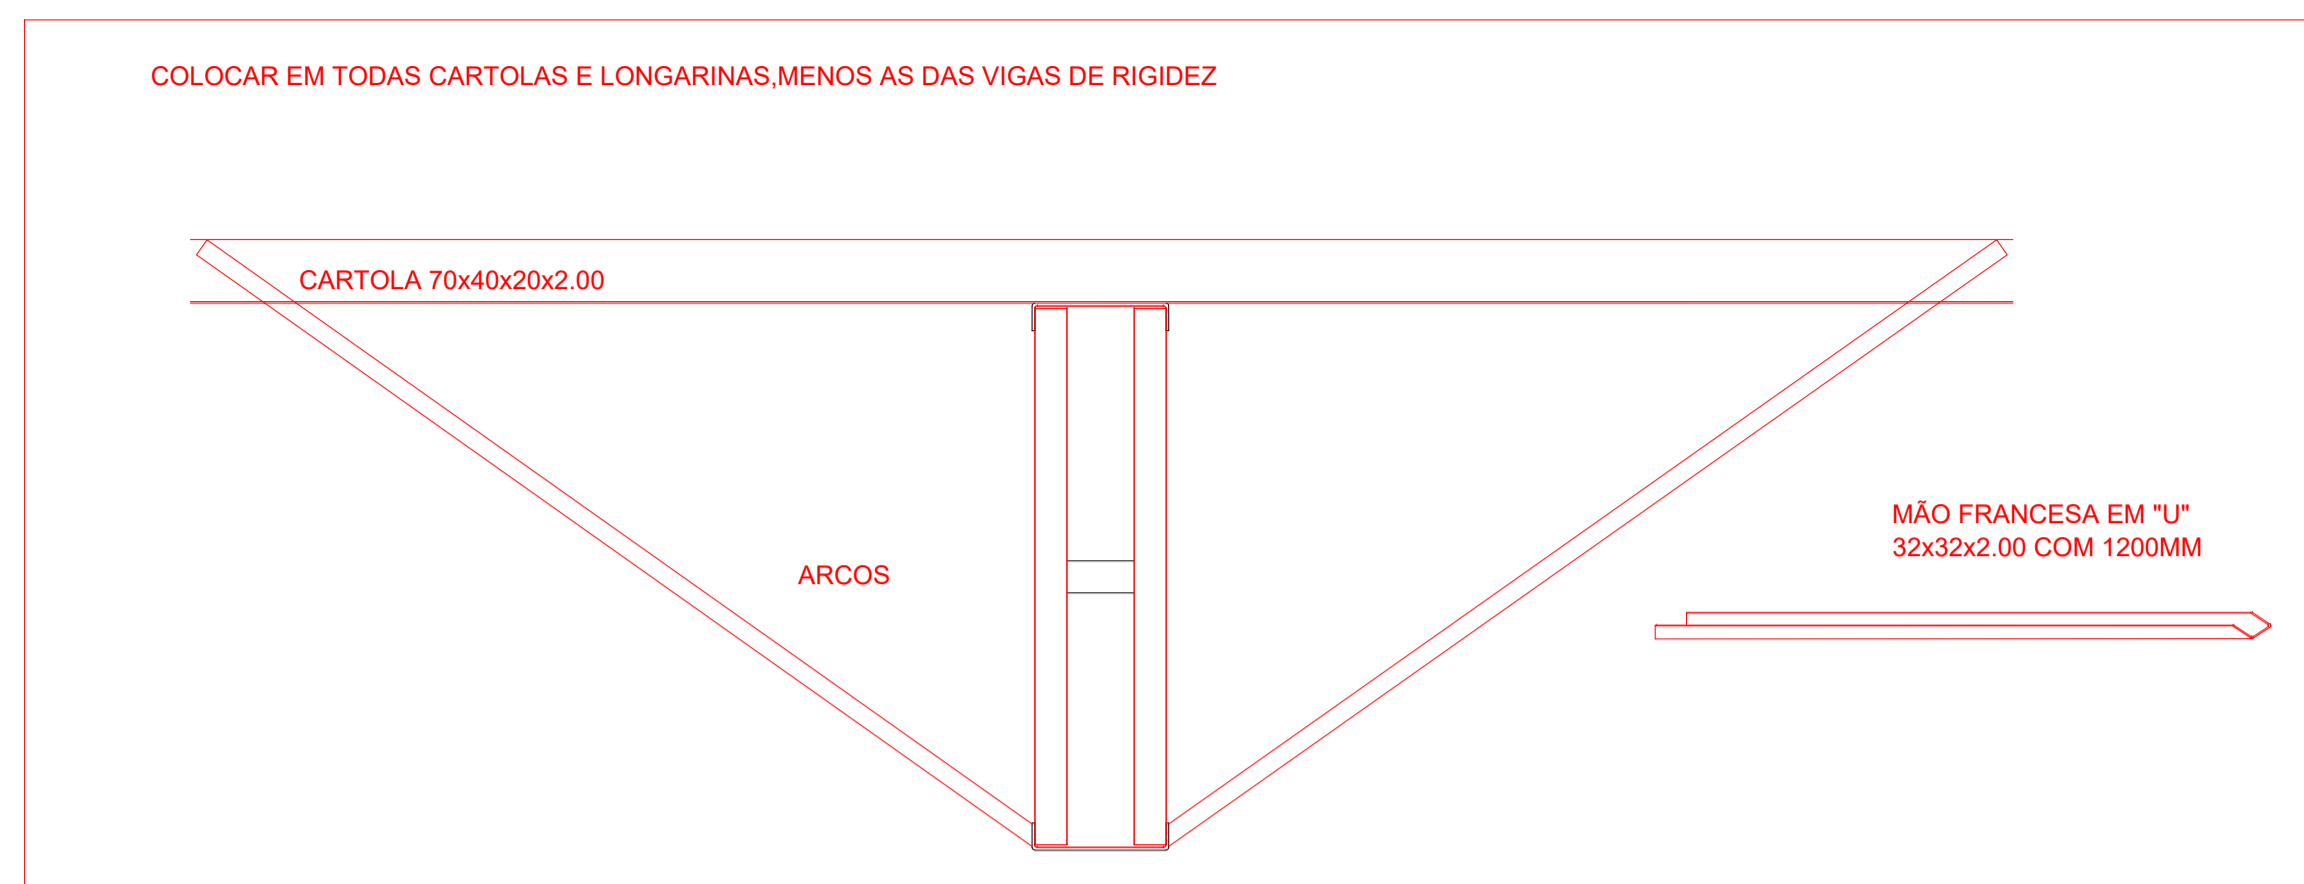 COLOCAR EM TODAS CARTOLAS E LONGARINAS,MENOS AS DAS VIGAS DE RIGIDEZ
CARTOLA 70x40x20x2.00
MÃO FRANCESA EM "U"
32x32x2.00 COM 1200MM
ARCOS